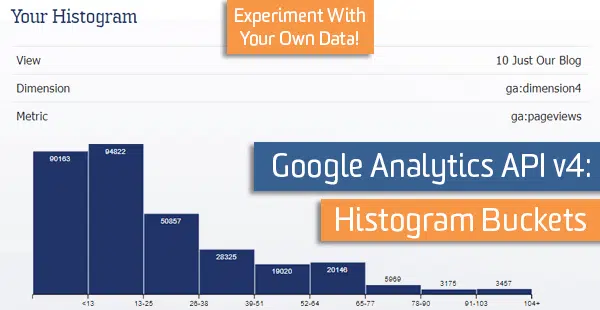 Your Histogram
Experiment With
Your Own Data!
View 10 Just Our Blog
Dimension ga:dimension4
Metric ga:pageviews
Google Analytics API v4:
Histogram Buckets
90163 94822 50857 28325 19020 20146 5969 3175 3457
<13 13-25 26-38 39-51 52-64 65-77 78-90 91-103 104+